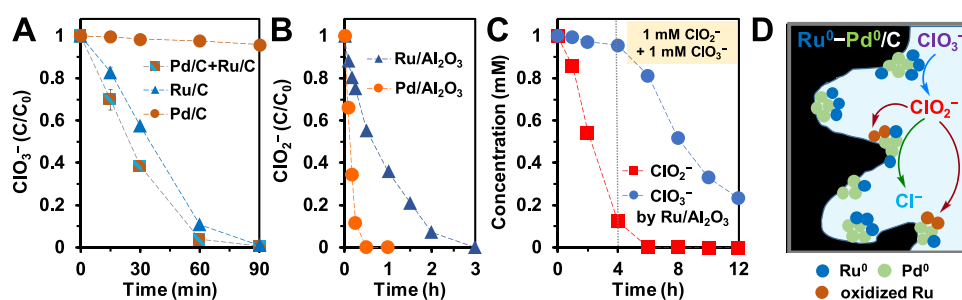 A
ClO₃⁻ (C/C₀)
1
0.8
0.6
0.4
0.2
0
Pd/C+Ru/C
Ru/C
Pd/C
0 30 60 90
Time (min)
B
ClO₂⁻ (C/C₀)
1
0.8
0.6
0.4
0.2
0
Ru/Al₂O₃
Pd/Al₂O₃
0 1 2 3
Time (h)
C
Concentration (mM)
1
0.8
0.6
0.4
0.2
0
1 mM ClO₂⁻
+ 1 mM ClO₃⁻
ClO₂⁻
ClO₃⁻
by Ru/Al₂O₃
0 4 8 12
Time (h)
D
Ru⁰–Pd⁰/C
ClO₃⁻
ClO₂⁻
Cl⁻
Ru⁰ Pd⁰
oxidized Ru